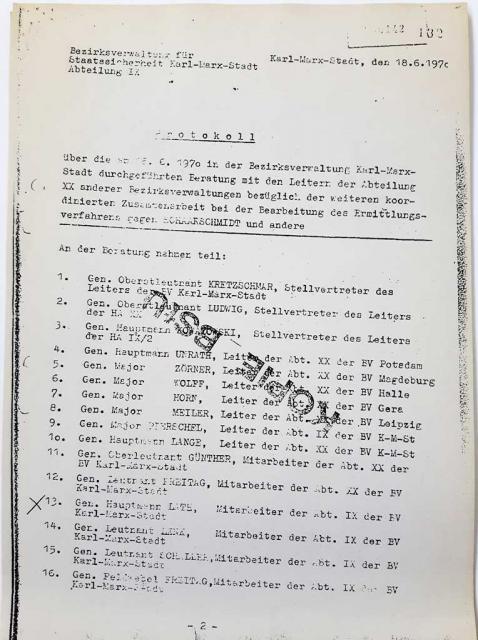 142 132
Bezirksverwaltung für
Staatssicherheit Karl-Marx-Stadt
Abteilung IX
Karl-Marx-Stadt, den 18.6.1970
Protokoll
über die am 6. 1970 in der Bezirksverwaltung Karl-Marx-
Stadt durchgeführten Beratung mit den Leitern der Abteilung
XX anderer Bezirksverwaltungen bezüglich der weiteren koor-
dinierten Zusammenarbeit bei der Bearbeitung des Ermittlungs-
verfahrens gegen SCHAARSCHMIDT und andere
An der Beratung nahmen teil:
1. Gen. Oberstleutnant KRETZSCHMAR, Stellvertreter des
Leiters der BV Karl-Marx-Stadt
2. Gen. Oberstleutnant LUDWIG, Stellvertreter des Leiters
der HA XX
3. Gen. Hauptmann Stellvertreter des Leiters
der HA IX/2
4. Gen. Hauptmann UNRATH, Leiter der Abt. XX der BV Potsdam
5. Gen. Major ZÖRNER, Leiter der Abt. XX der BV Magdeburg
6. Gen. Major WOLFF, Leiter der Abt. XX der BV Halle
7. Gen. Major HORN, Leiter der Abt. XX der BV Gera
8. Gen. Major MEILER, Leiter der Abt. XX der BV Leipzig
9. Gen. Major PIERSCHEL, Leiter der Abt. IX der BV K-M-St
10. Gen. Hauptmann LANGE, Leiter der Abt. XX der BV K-M-St
11. Gen. Oberleutnant GÜNTHER, Mitarbeiter der Abt. XX der
BV Karl-Marx-Stadt
12. Gen. Leutnant FREITAG, Mitarbeiter der Abt. XX der BV
Karl-Marx-Stadt
X 13. Gen. Hauptmann Mitarbeiter der Abt. IX der BV
Karl-Marx-Stadt
14. Gen. Leutnant Mitarbeiter der Abt. IX der BV
Karl-Marx-Stadt
15. Gen. Leutnant Mitarbeiter der Abt. IX der BV
Karl-Marx-Stadt
16. Gen. Feldwebel FREITAG, Mitarbeiter der Abt. IX der BV
Karl-Marx-Stadt
KOPIE BStU
- 2 -